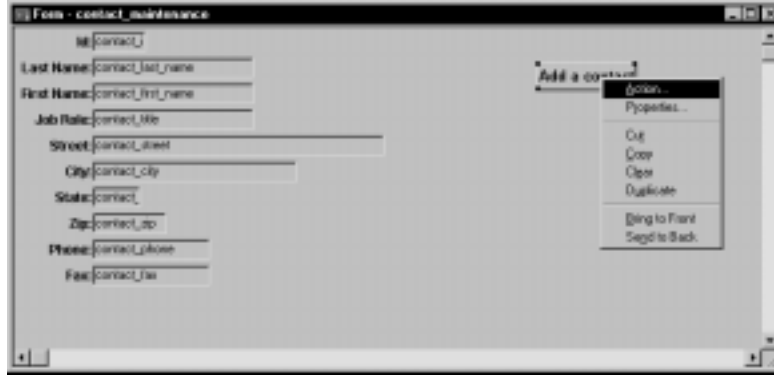 Form - contact_maintenance
Id: contact_i
Last Name: contact_last_name
First Name: contact_first_name
Job Role: contact_title
Street: contact_street
City: contact_city
State: contact_
Zip: contact_zip
Phone: contact_phone
Fax: contact_fax
Add a contact
Action...
Properties...
Cut
Copy
Clear
Duplicate
Bring to Front
Send to Back